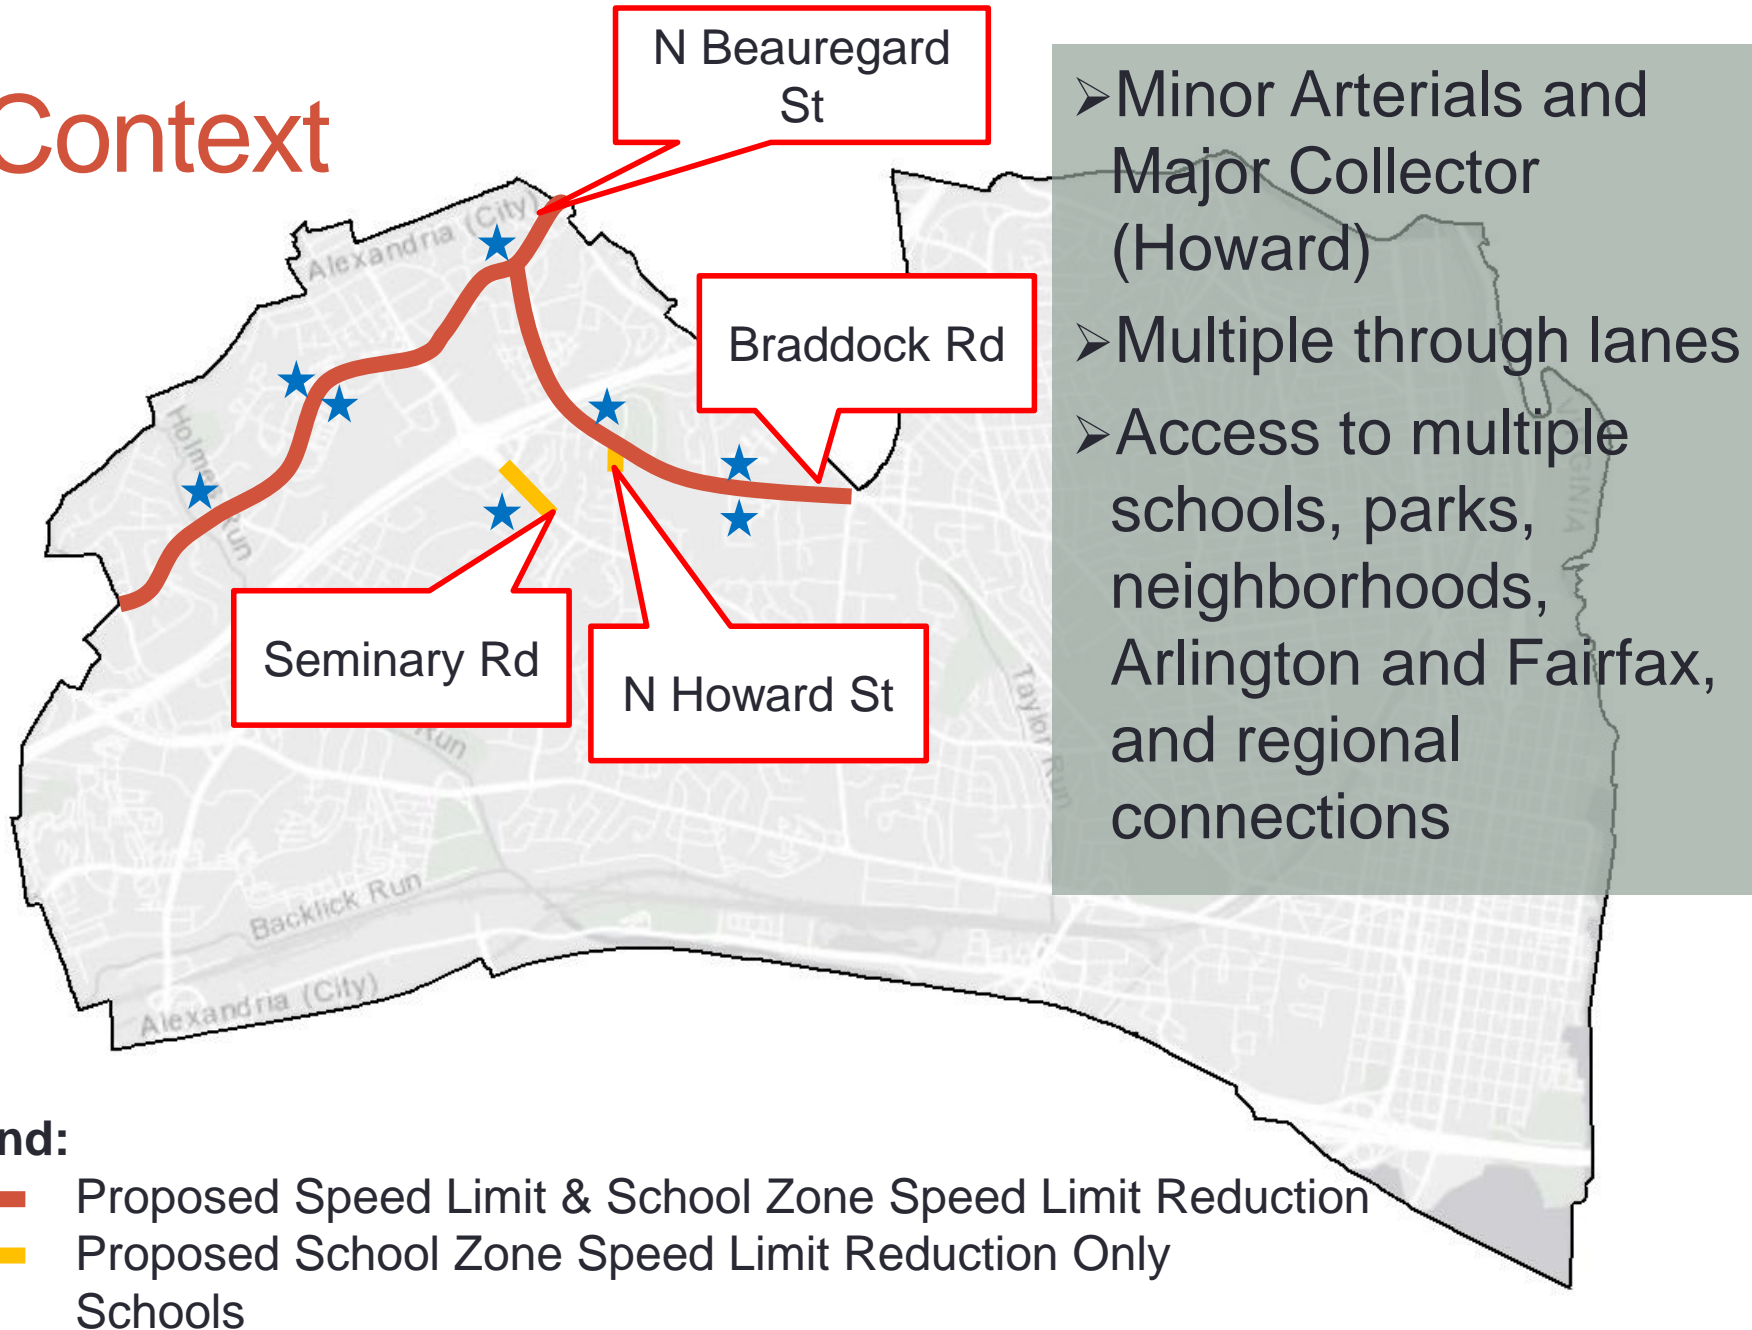 Context
N Beauregard
St
➢Minor Arterials and
Major Collector
(Howard)
➢Multiple through lanes
➢Access to multiple
schools, parks,
neighborhoods,
Arlington and Fairfax,
and regional
connections
Alexandria (City)
Braddock Rd
Holmes Run
Seminary Rd
N Howard St
Run
Taylor Run
VIRGINIA
Backlick Run
Alexandria (City)
nd:
Proposed Speed Limit & School Zone Speed Limit Reduction
Proposed School Zone Speed Limit Reduction Only
Schools